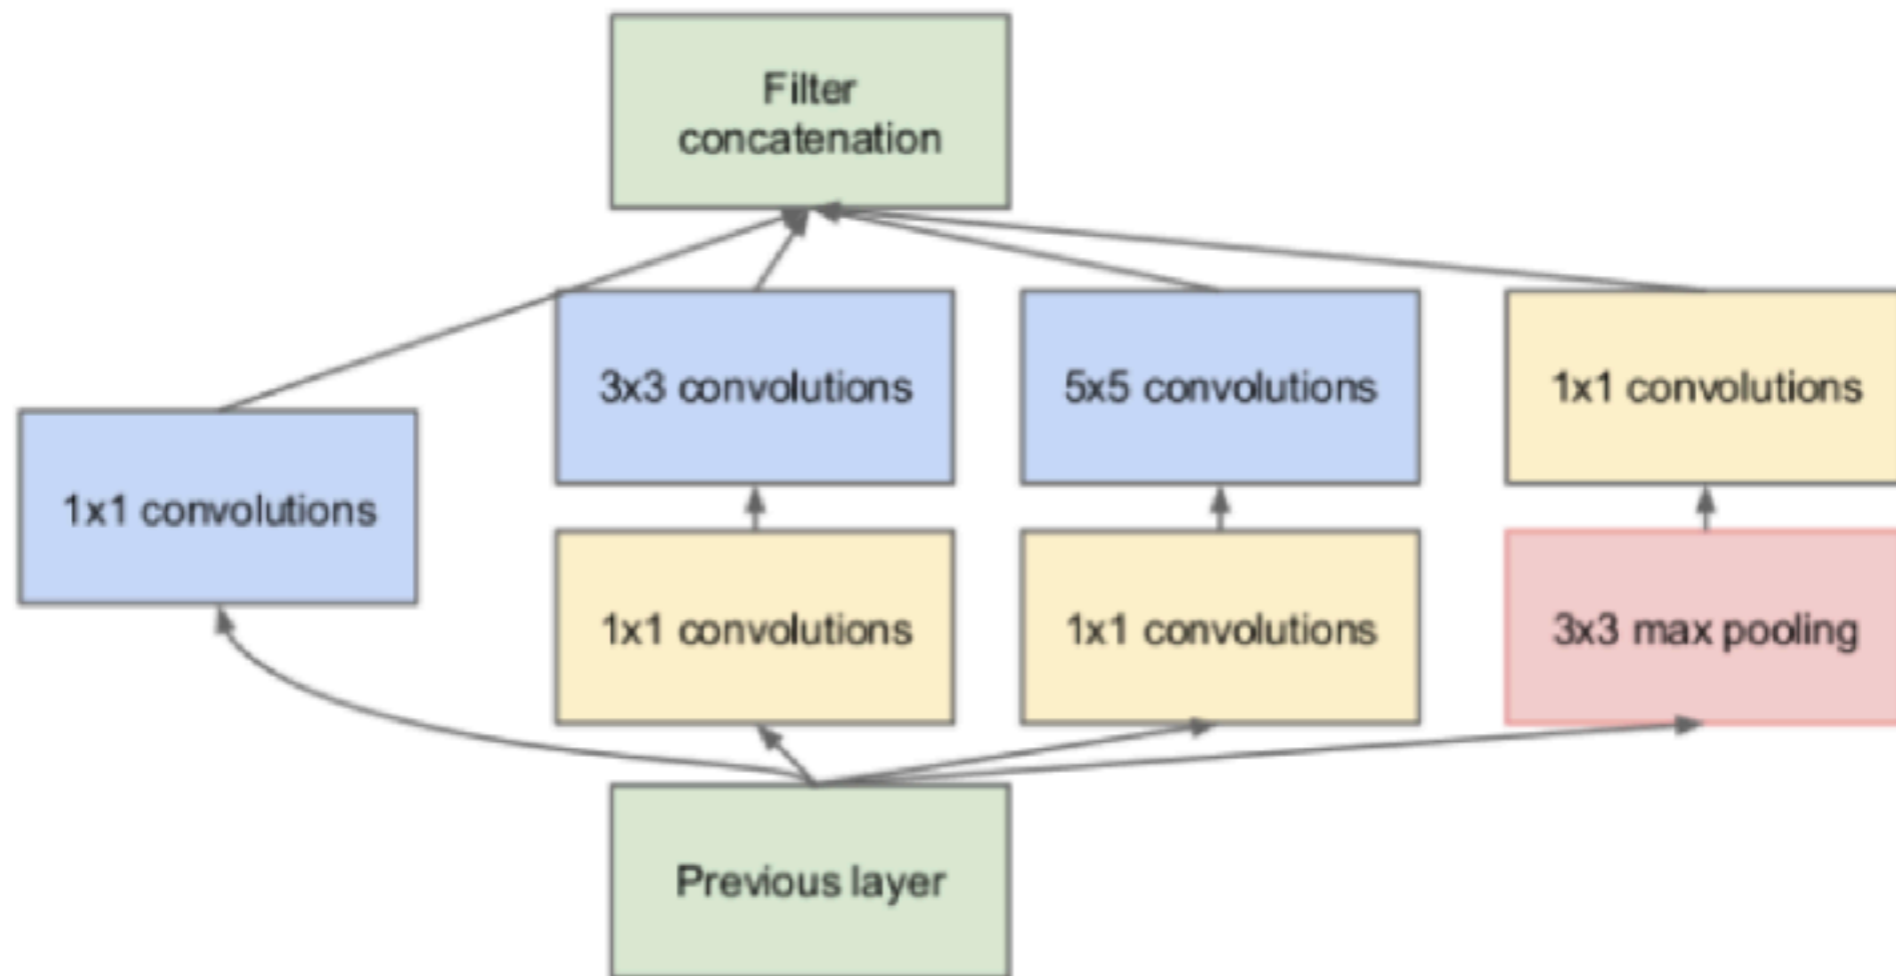 Filter
concatenation
3x3 convolutions
5x5 convolutions
1x1 convolutions
1x1 convolutions
1x1 convolutions
1x1 convolutions
3x3 max pooling
Previous layer